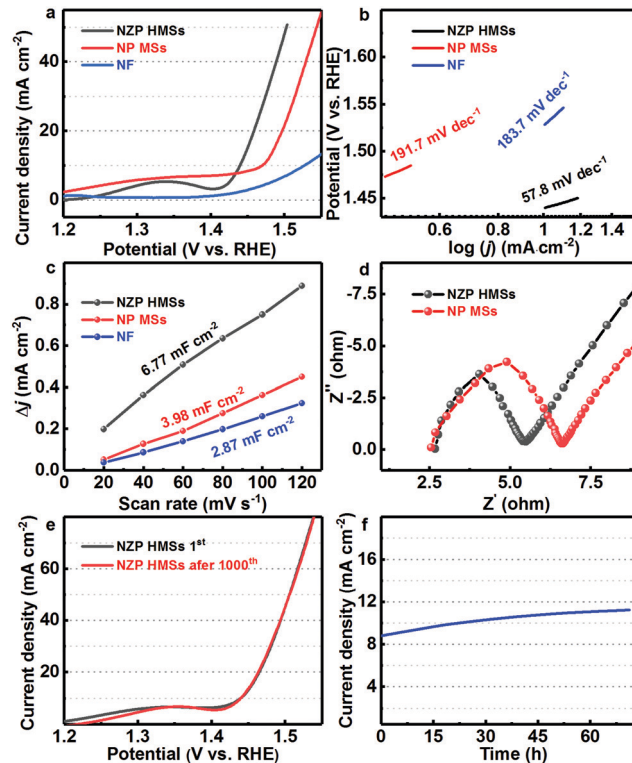 a
NZP HMSs
NP MSs
NF
Current density (mA cm⁻²)
40
20
0
1.2 1.3 1.4 1.5
Potential (V vs. RHE)
b
NZP HMSs
NP MSs
NF
Potential (V vs. RHE)
1.60
1.55
1.50
1.45
191.7 mV dec⁻¹
183.7 mV dec⁻¹
57.8 mV dec⁻¹
0.4 0.8 1.2
log (j) (mA·cm⁻²)
c
NZP HMSs
NP MSs
NF
Δj (mA cm⁻²)
0.8
0.6
0.4
0.2
0.0
6.77 mF cm⁻²
3.98 mF cm⁻²
2.87 mF cm⁻²
0 20 40 60 80 100 120
Scan rate (mV s⁻¹)
d
NZP HMSs
NP MSs
Z'' (ohm)
-7.5
-5.0
-2.5
0.0
2.5 5.0 7.5
Z' (ohm)
e
NZP HMSs 1ˢᵗ
NZP HMSs afer 1000ᵗʰ
Current density (mA cm⁻²)
60
40
20
0
1.2 1.3 1.4 1.5
Potential (V vs. RHE)
f
Current density (mA cm⁻²)
16
12
8
4
0 15 30 45 60
Time (h)